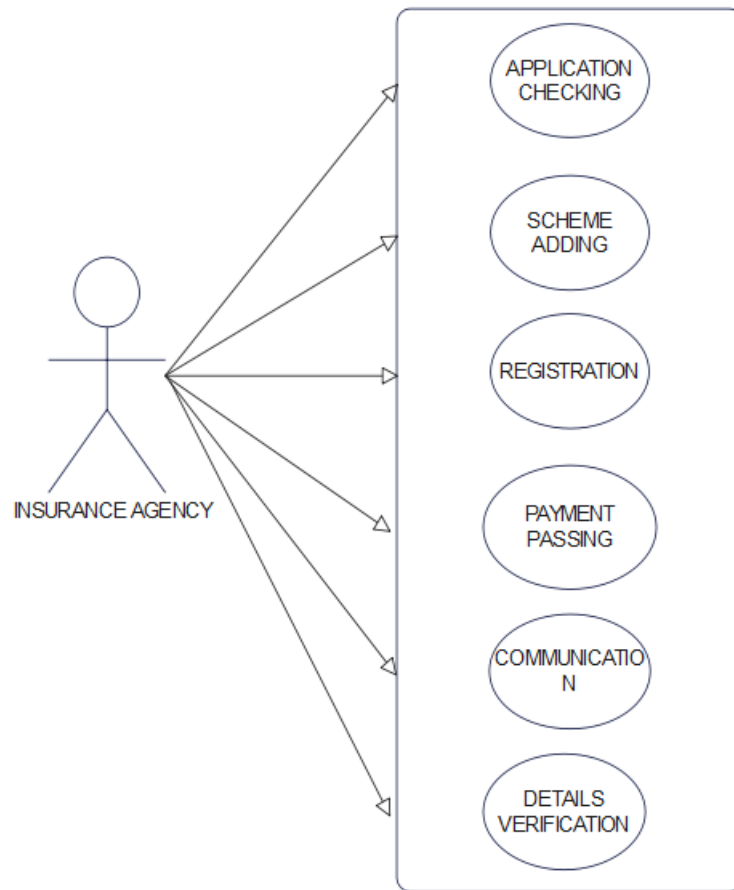 APPLICATION
CHECKING
SCHEME
ADDING
REGISTRATION
INSURANCE AGENCY
PAYMENT
PASSING
COMMUNICATIO
N
DETAILS
VERIFICATION